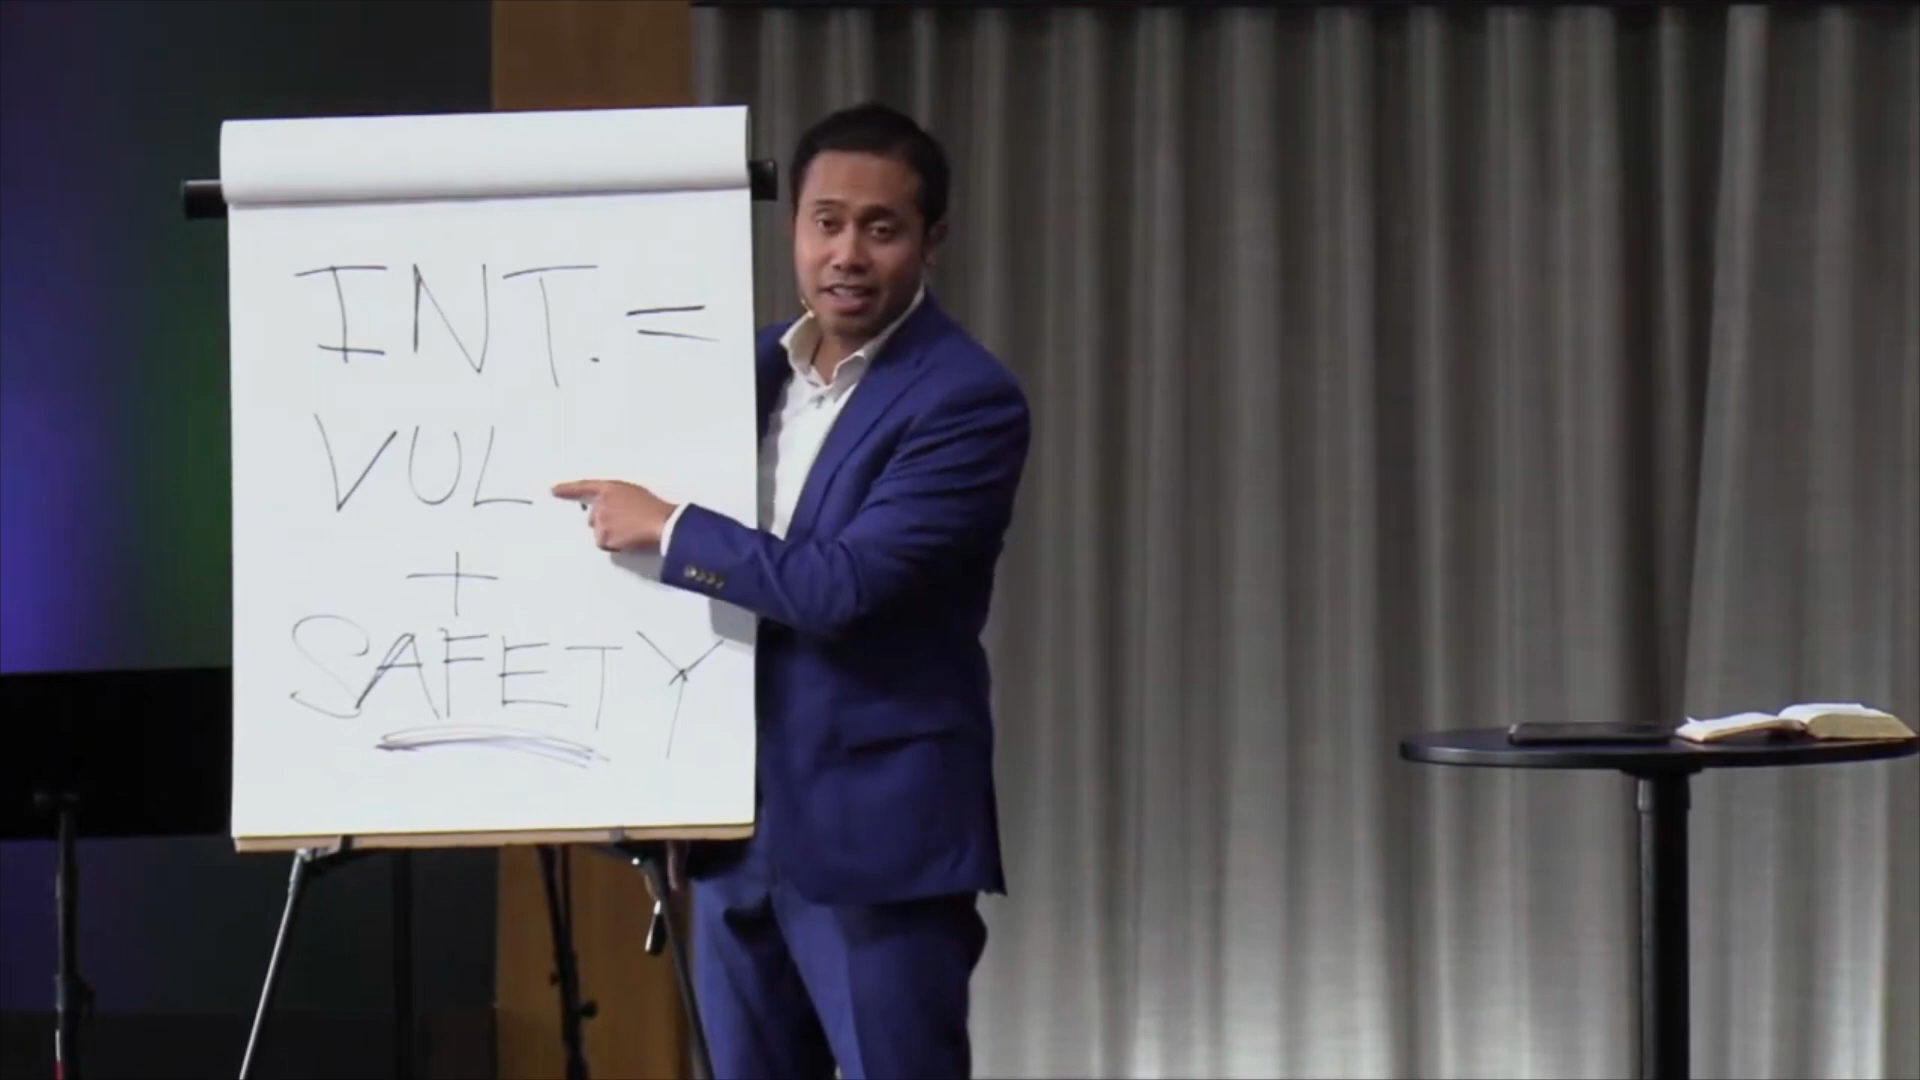 INT. =
VUL
+
SAFETY